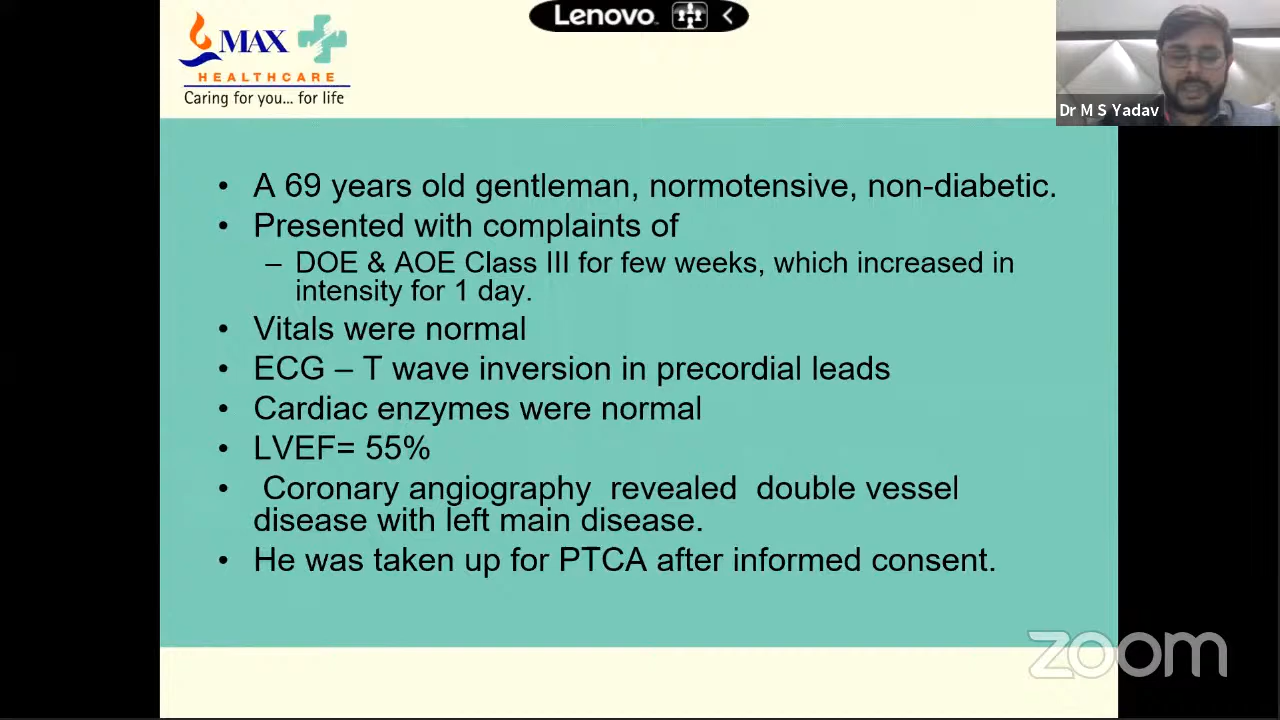 Lenovo
MAX
HEALTHCARE
Caring for you... for life
Dr M S Yadav
• A 69 years old gentleman, normotensive, non-diabetic.
• Presented with complaints of
– DOE & AOE Class III for few weeks, which increased in
intensity for 1 day.
• Vitals were normal
• ECG – T wave inversion in precordial leads
• Cardiac enzymes were normal
• LVEF= 55%
• Coronary angiography revealed double vessel
disease with left main disease.
• He was taken up for PTCA after informed consent.
zoom